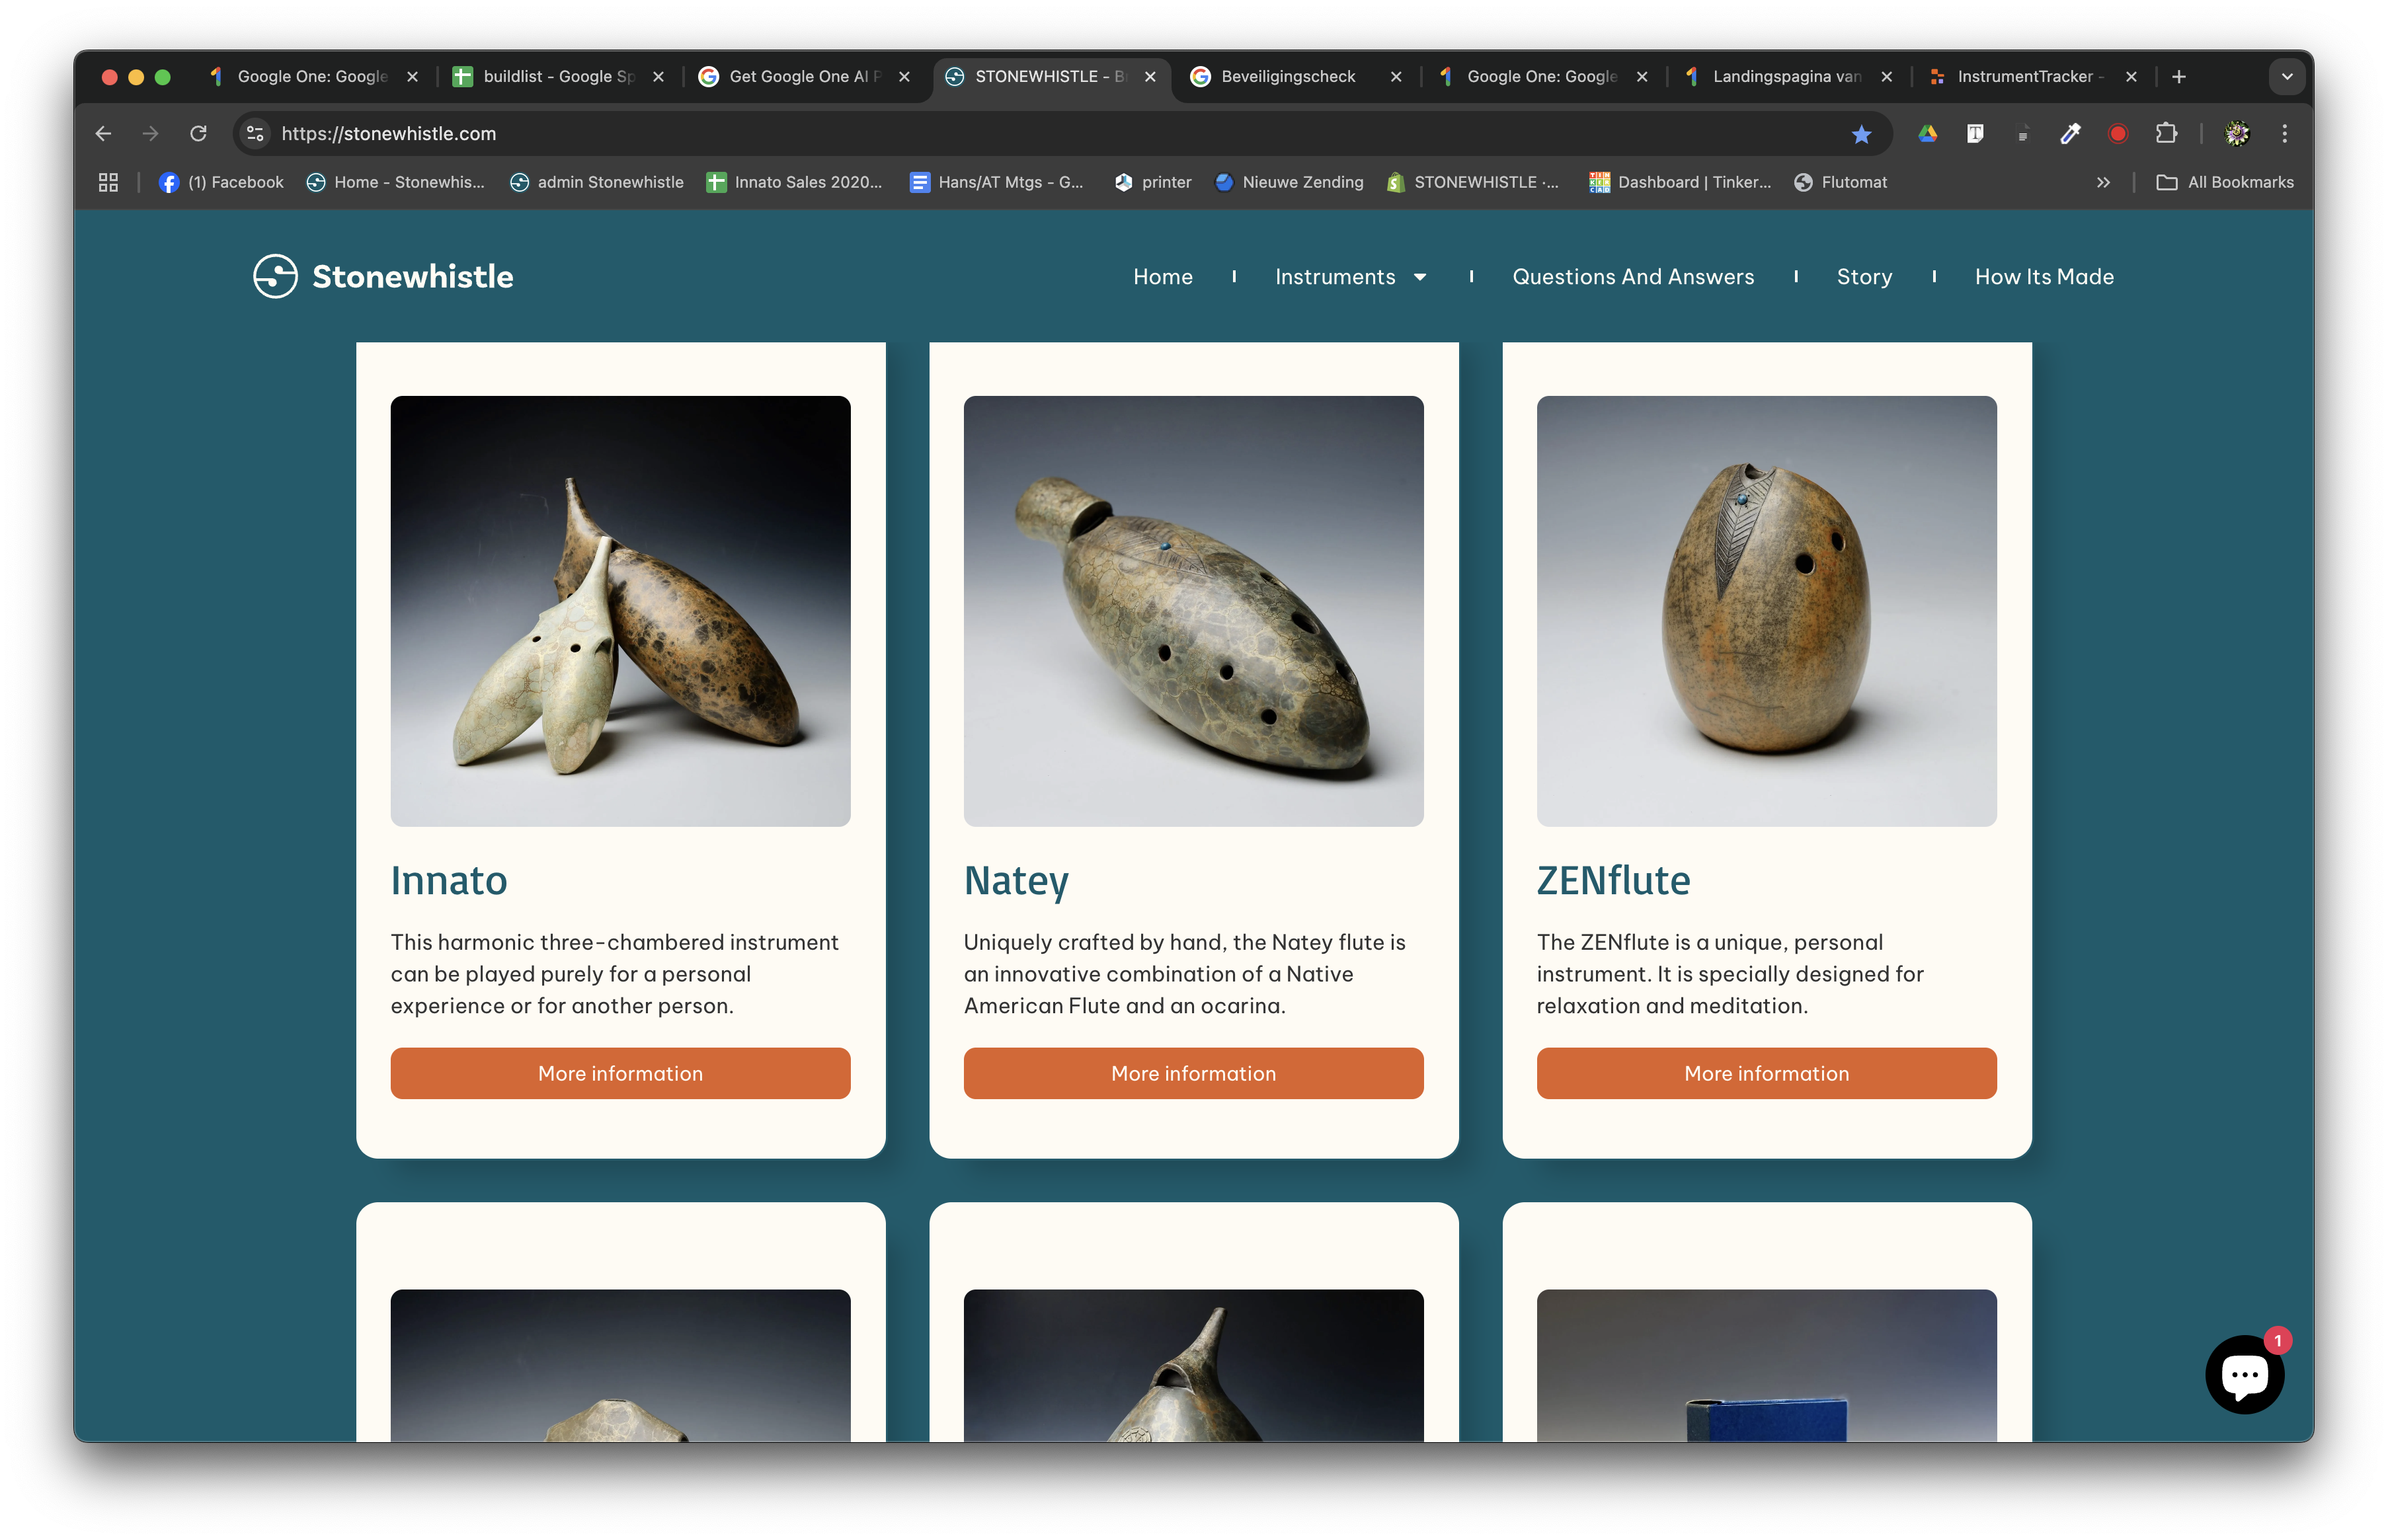 Google One: Google
buildlist - Google Sp
Get Google One AI P
STONEWHISTLE - B
Beveiligingscheck
Google One: Google
Landingspagina van
InstrumentTracker -
https://stonewhistle.com
(1) Facebook
Home - Stonewhis...
admin Stonewhistle
Innato Sales 2020...
Hans/AT Mtgs - G...
printer
Nieuwe Zending
STONEWHISTLE ·...
Dashboard | Tinker...
Flutomat
All Bookmarks
Stonewhistle
Home
Instruments
Questions And Answers
Story
How Its Made
Innato
This harmonic three-chambered instrument
can be played purely for a personal
experience or for another person.
More information
Natey
Uniquely crafted by hand, the Natey flute is
an innovative combination of a Native
American Flute and an ocarina.
More information
ZENflute
The ZENflute is a unique, personal
instrument. It is specially designed for
relaxation and meditation.
More information
1